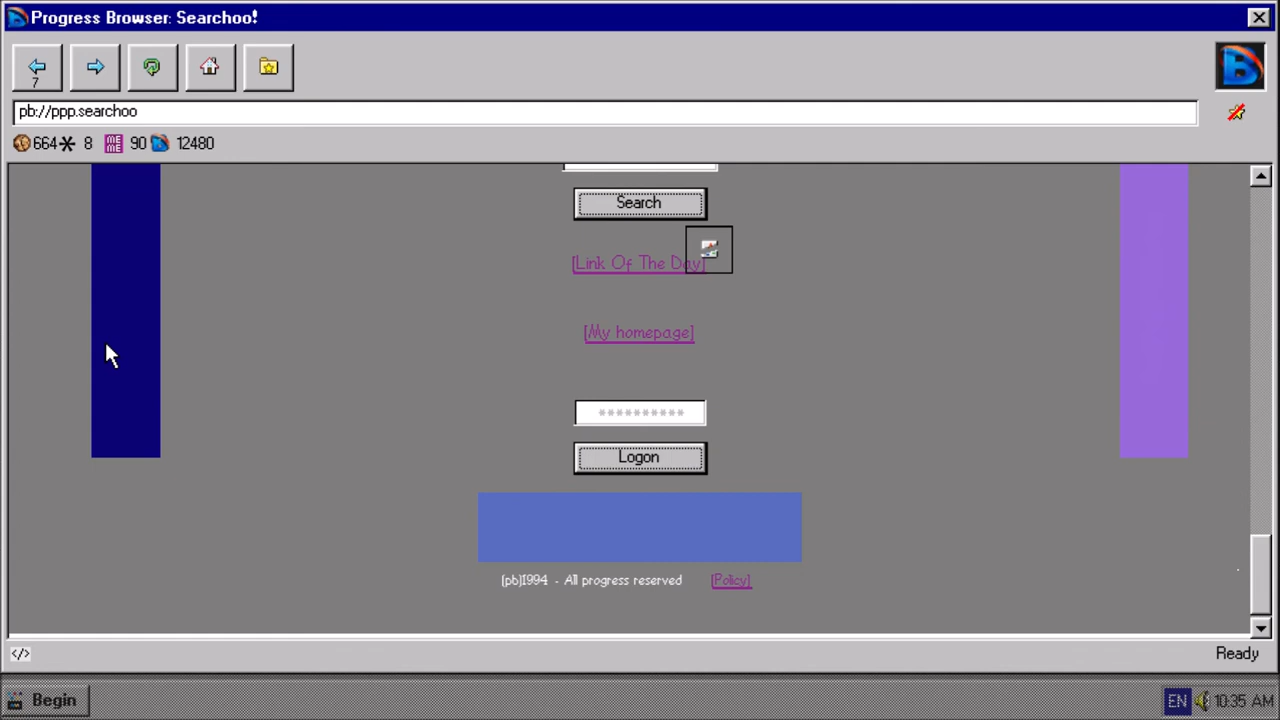 Progress Browser: Searchoo!
7
pb://ppp.searchoo
664 8 90 12480
Search
[Link Of The Day]
[My homepage]
**********
Logon
(pb)1994 - All progress reserved [Policy]
</> Ready
Begin EN 10:35 AM